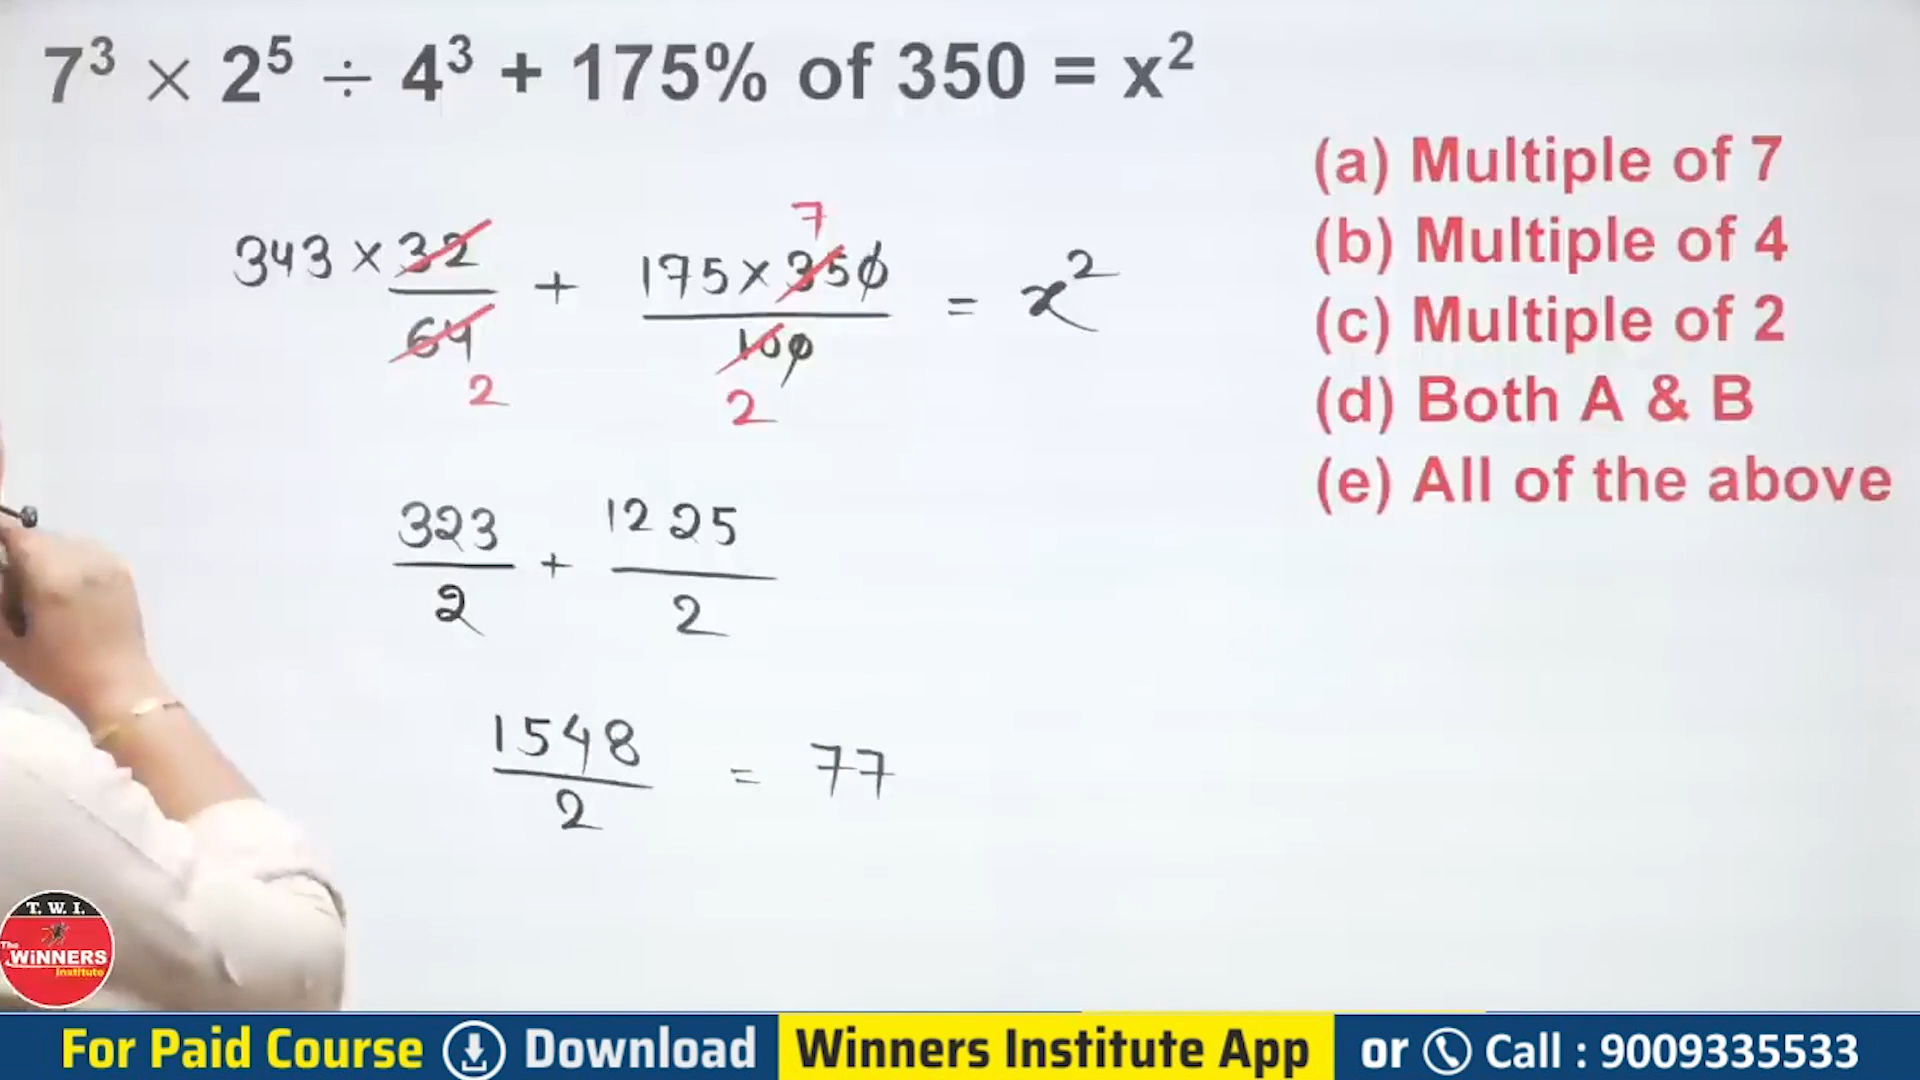 7³ × 2⁵ ÷ 4³ + 175% of 350 = x²
(a) Multiple of 7
(b) Multiple of 4
(c) Multiple of 2
(d) Both A & B
(e) All of the above
7
343 × 32 / 64 + 175 × 350 / 100 = x²
2 2
323 / 2 + 1225 / 2
1548 / 2 = 77
T. W. I.
The
WiNNERS
Institute
For Paid Course Download Winners Institute App or Call : 9009335533